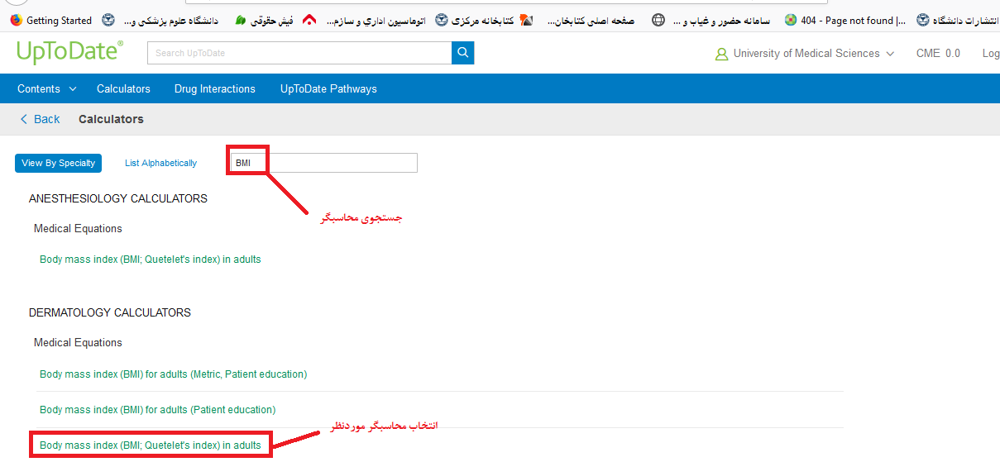 Getting Started دانشگاه علوم پزشکی و... فیش حقوقی اتوماسیون اداري و سازم... کتابخانه مرکزی صفحه اصلی کتابخان... سامانه حضور و غیاب و ... 404 - Page not found |... انتشارات دانشگاه
UpToDate® Search UpToDate University of Medical Sciences CME 0.0 Log
Contents Calculators Drug Interactions UpToDate Pathways
Back Calculators
View By Specialty List Alphabetically BMI
ANESTHESIOLOGY CALCULATORS
جستجوی محاسبگر
Medical Equations
Body mass index (BMI; Quetelet's index) in adults
DERMATOLOGY CALCULATORS
Medical Equations
Body mass index (BMI) for adults (Metric, Patient education)
Body mass index (BMI) for adults (Patient education)
انتخاب محاسبگر موردنظر
Body mass index (BMI; Quetelet's index) in adults